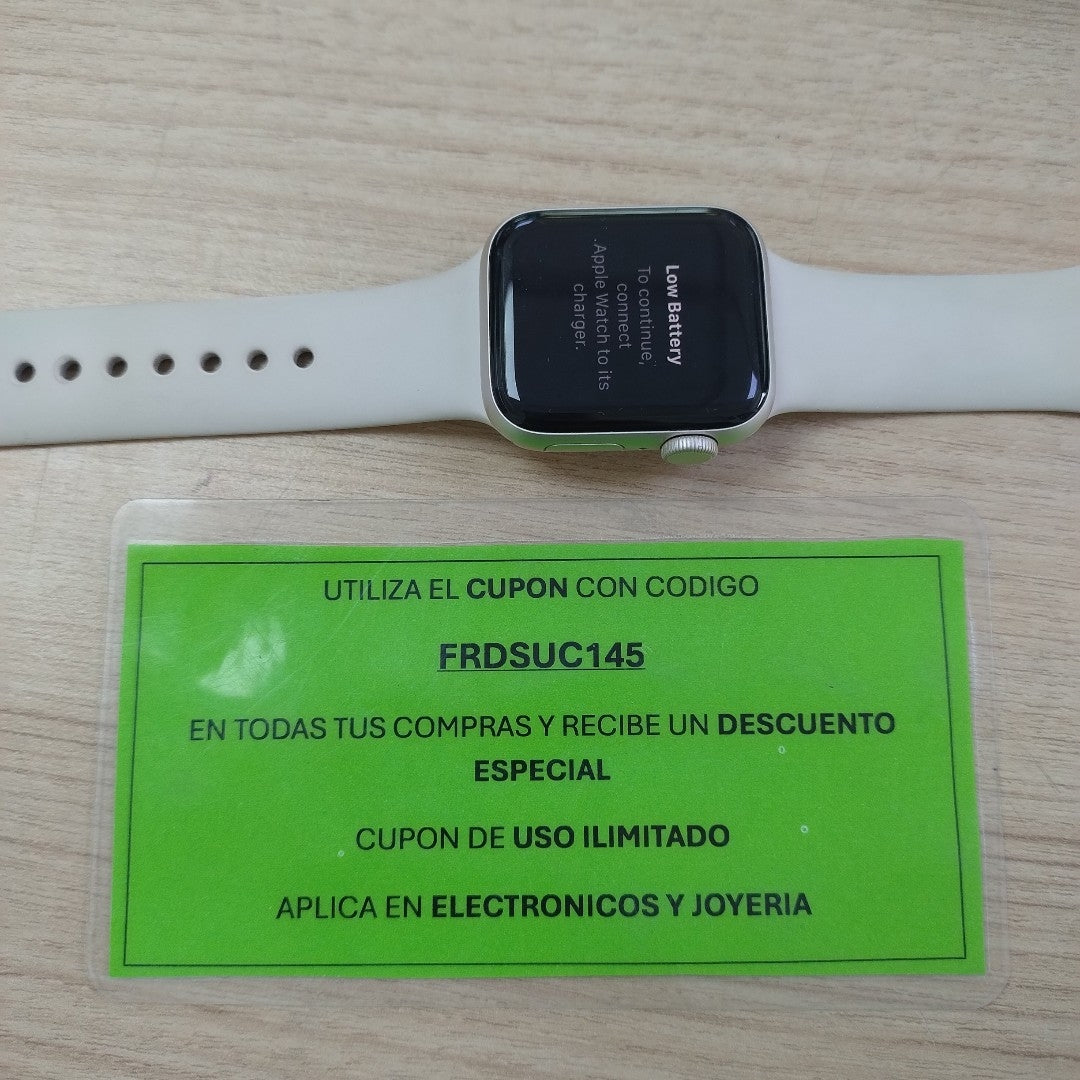 Low Battery
To continue,
connect
Apple Watch to its
charger.
UTILIZA EL CUPON CON CODIGO
FRDSUC145
EN TODAS TUS COMPRAS Y RECIBE UN DESCUENTO
ESPECIAL
CUPON DE USO ILIMITADO
APLICA EN ELECTRONICOS Y JOYERIA